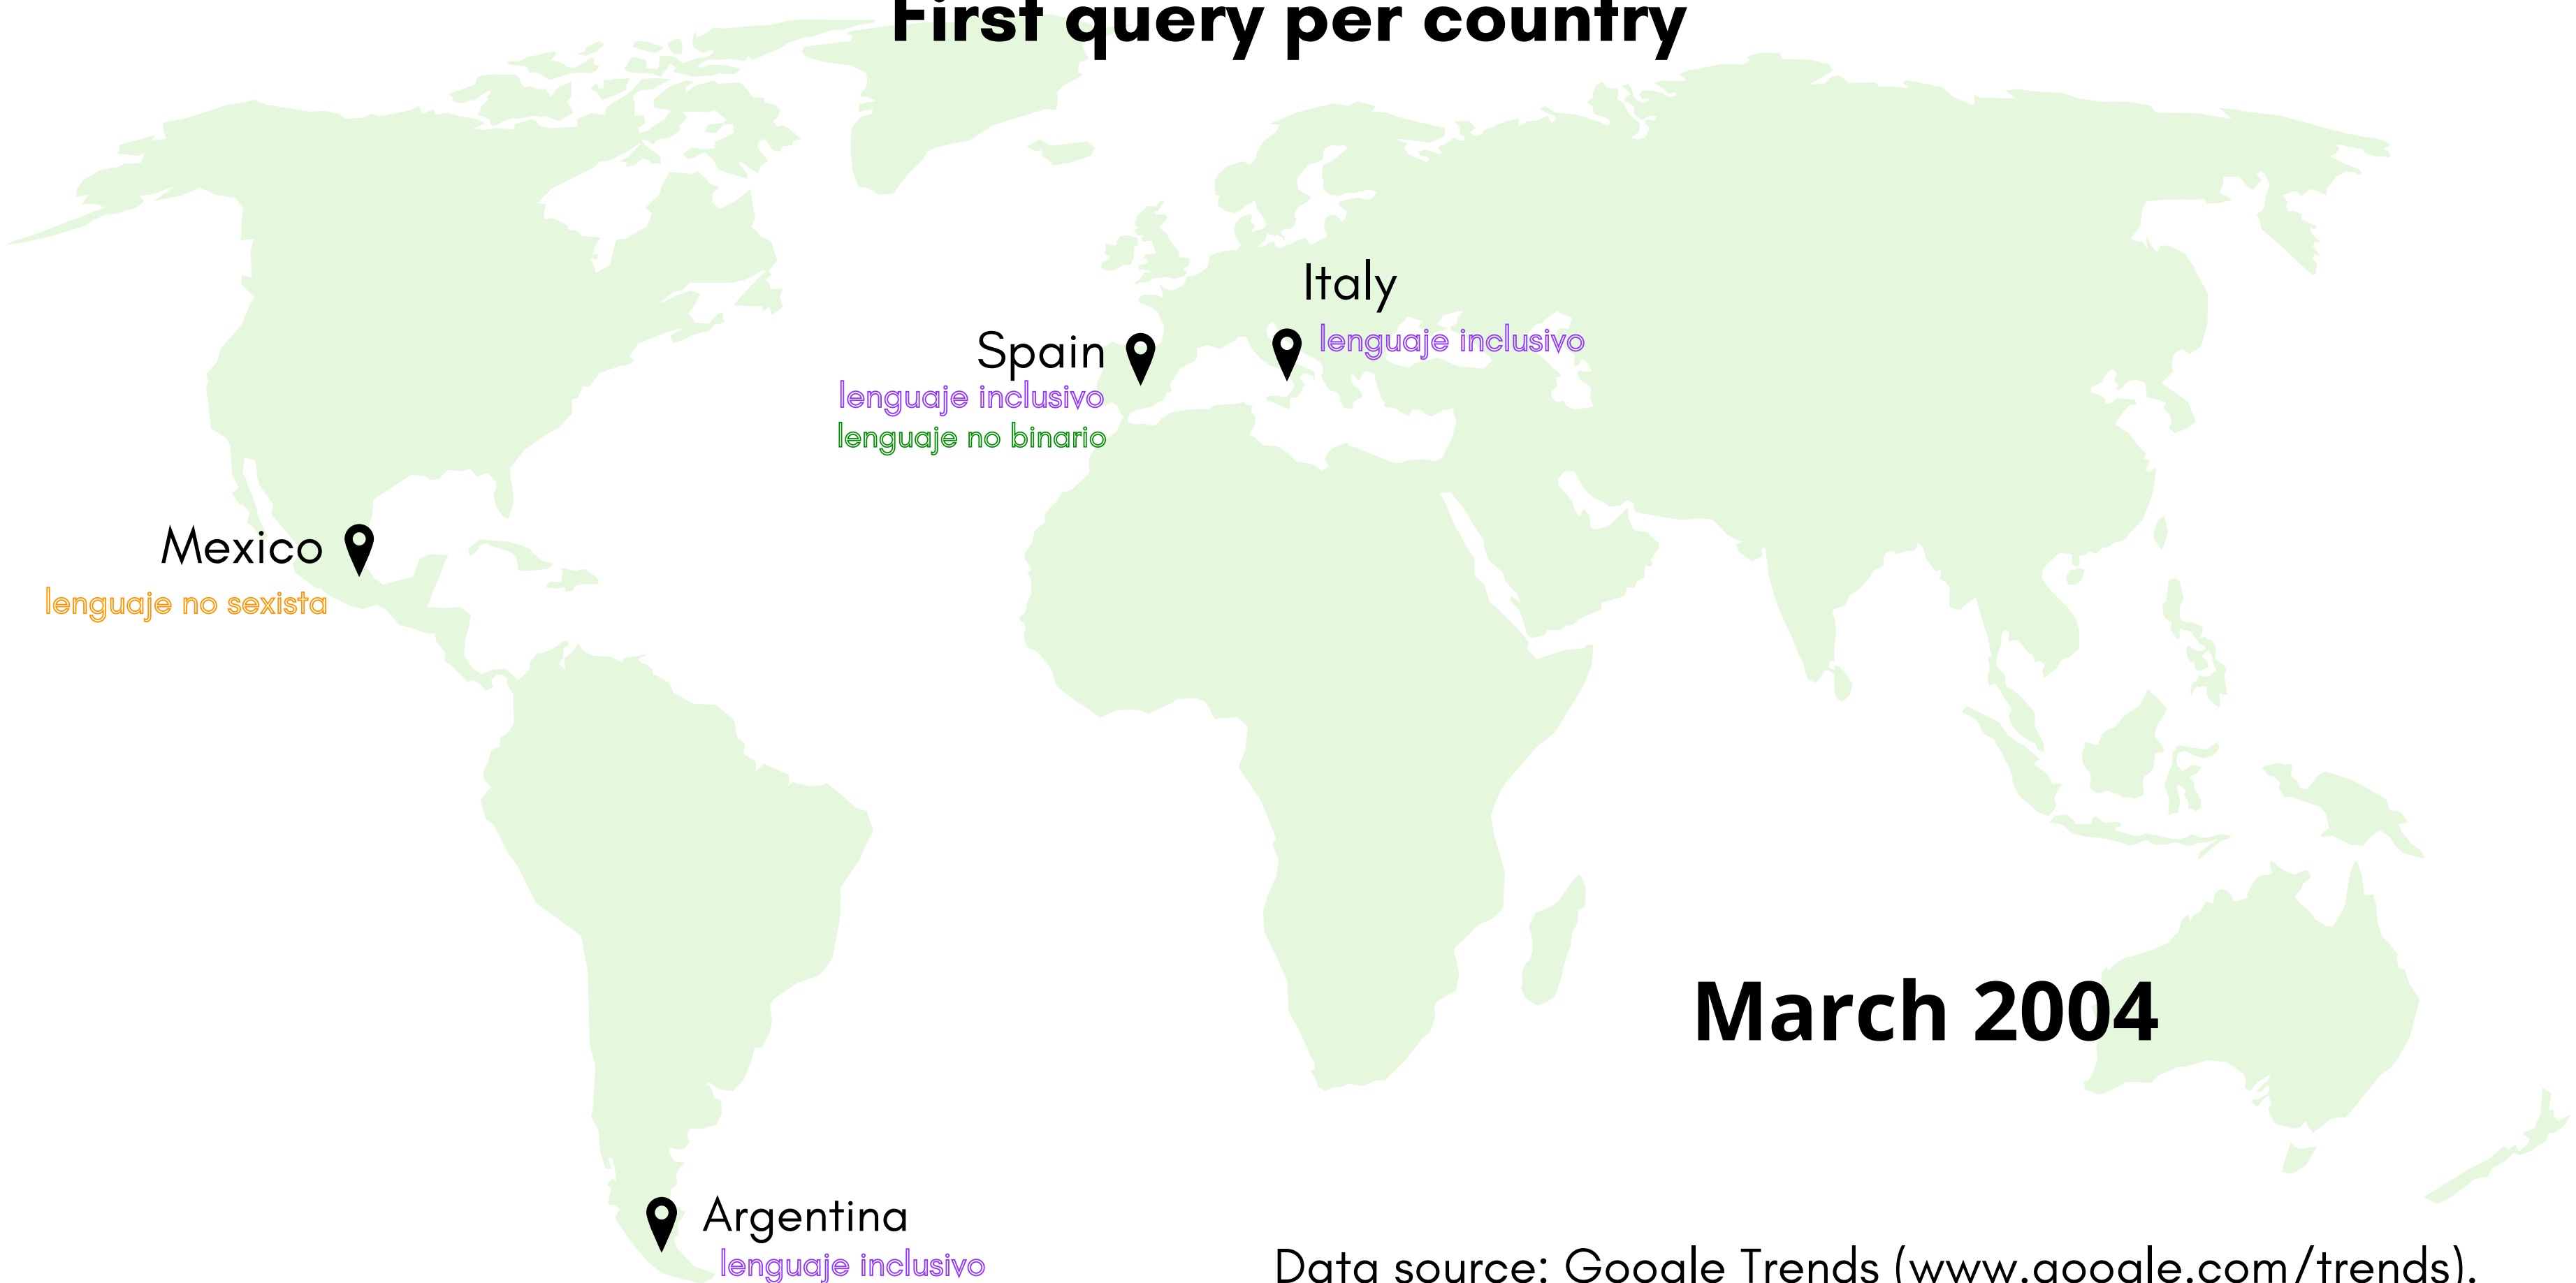 First query per country
Italy
lenguaje inclusivo
Spain
lenguaje inclusivo
lenguaje no binario
Mexico
lenguaje no sexista
March 2004
Argentina
lenguaje inclusivo
Data source: Google Trends (www.google.com/trends).